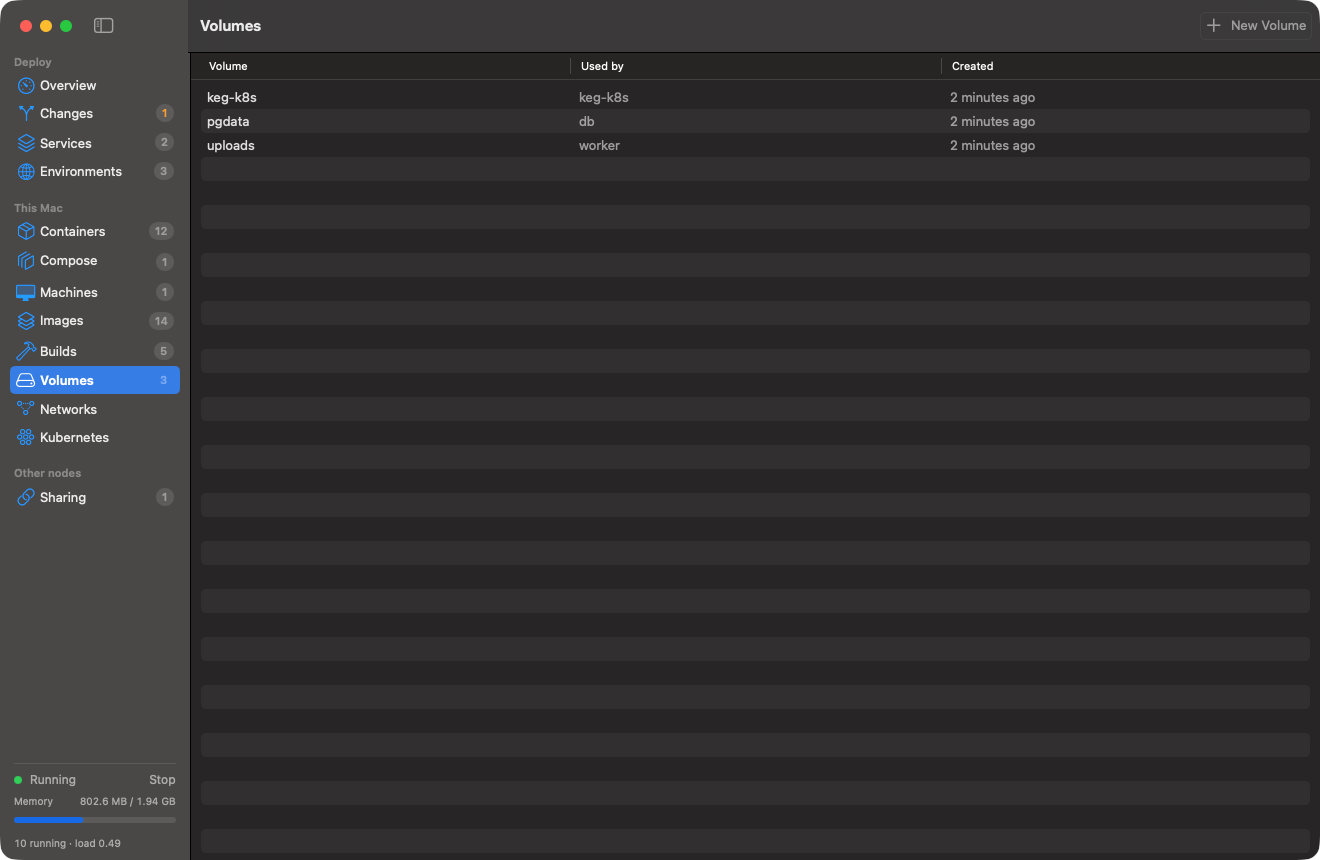 Volumes
New Volume
Deploy
Overview
Changes 1
Services 2
Environments 3
This Mac
Containers 12
Compose 1
Machines 1
Images 14
Builds 5
Volumes 3
Networks
Kubernetes
Other nodes
Sharing 1
Running Stop
Memory 802.6 MB / 1.94 GB
10 running · load 0.49
Volume Used by Created
keg-k8s keg-k8s 2 minutes ago
pgdata db 2 minutes ago
uploads worker 2 minutes ago